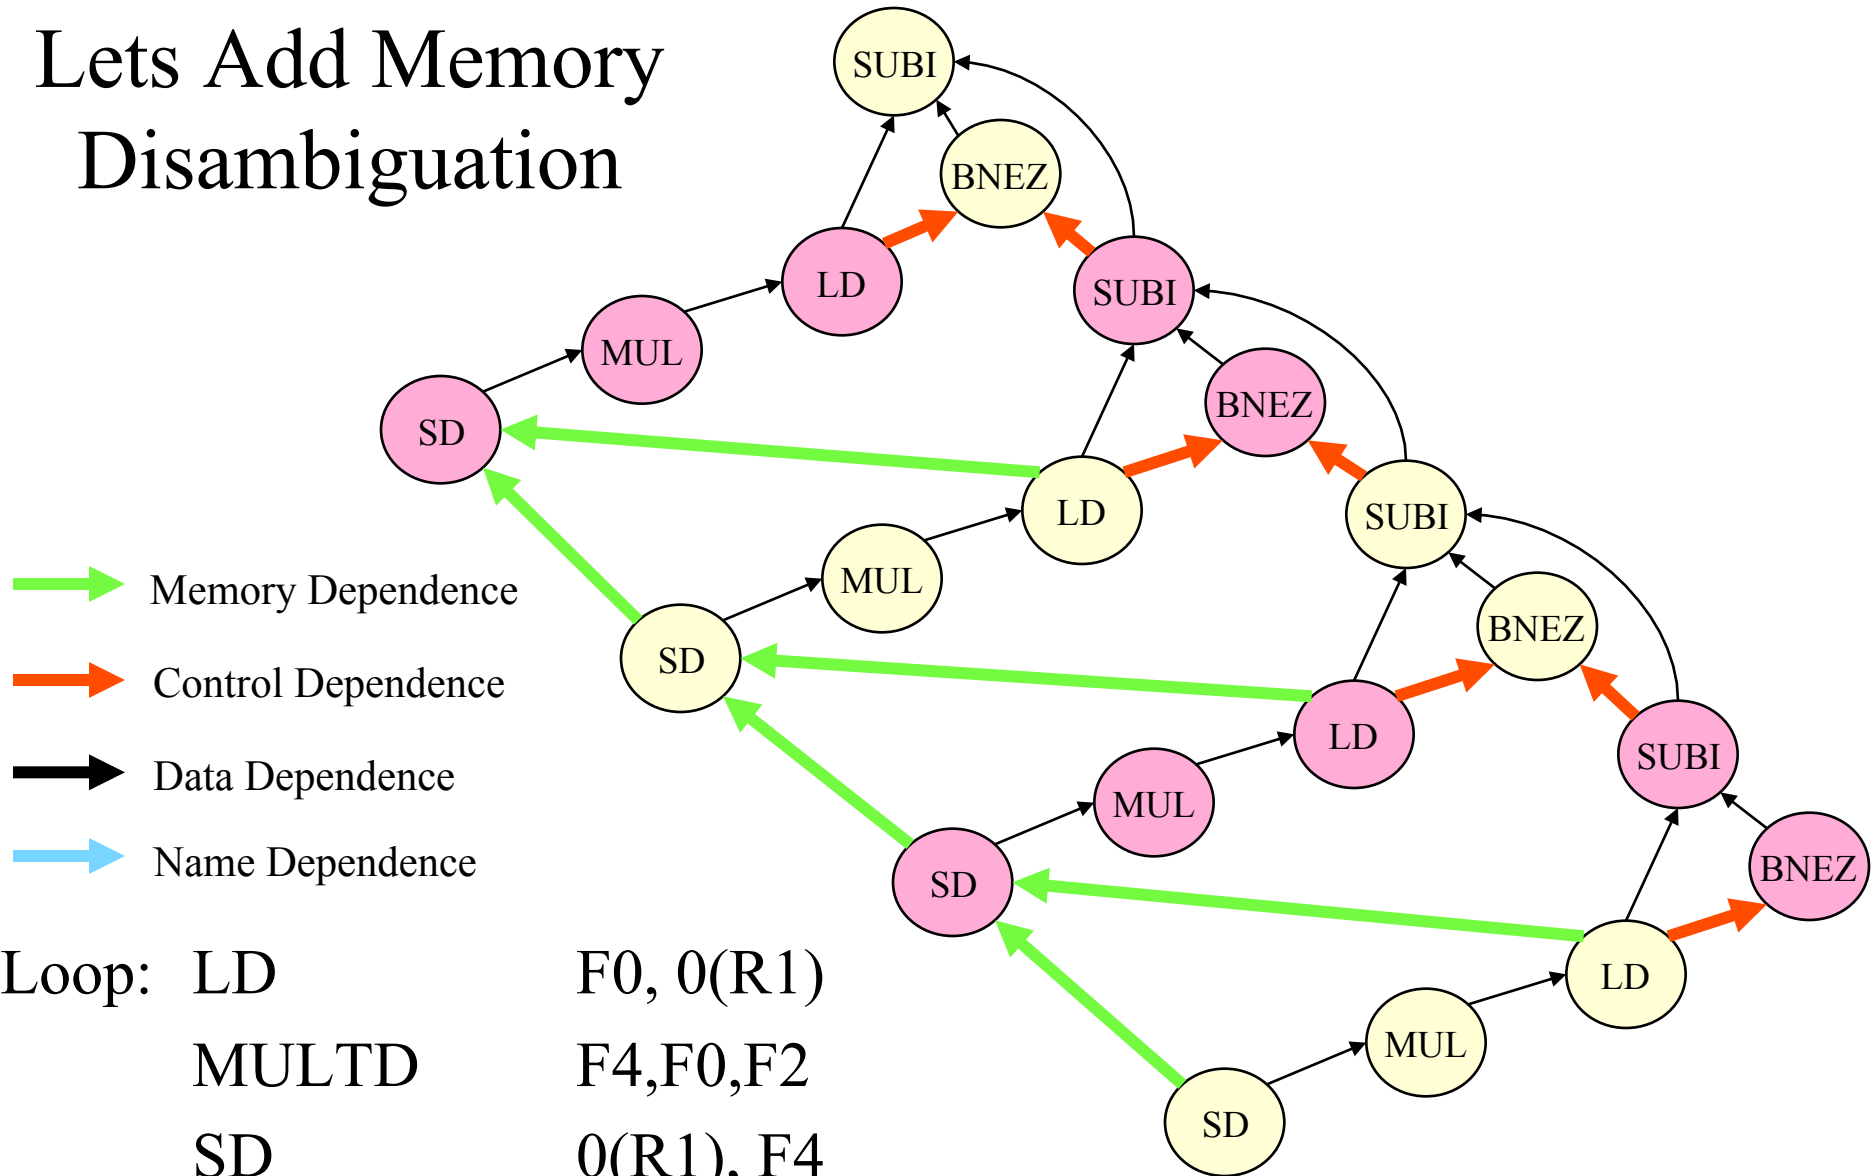 Lets Add Memory
Disambiguation
SUBI
BNEZ
LD
SUBI
MUL
BNEZ
SD
LD
SUBI
MUL
BNEZ
SD
LD
SUBI
MUL
BNEZ
SD
LD
MUL
SD
Memory Dependence
Control Dependence
Data Dependence
Name Dependence
Loop: LD F0, 0(R1)
MULTD F4,F0,F2
SD 0(R1), F4